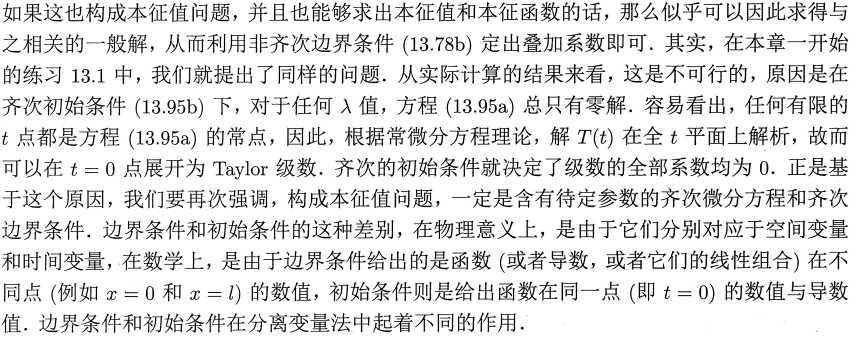 如果这也构成本征值问题，并且也能够求出本征值和本征函数的话，那么似乎可以因此求得与
之相关的一般解，从而利用非齐次边界条件 (13.78b) 定出叠加系数即可．其实，在本章一开始
的练习 13.1 中，我们就提出了同样的问题．从实际计算的结果来看，这是不可行的，原因是在
齐次初始条件 (13.95b) 下，对于任何 λ 值，方程 (13.95a) 总只有零解．容易看出，任何有限的
t 点都是方程 (13.95a) 的常点，因此，根据常微分方程理论，解 T(t) 在全 t 平面上解析，故而
可以在 t = 0 点展开为 Taylor 级数．齐次的初始条件就决定了级数的全部系数均为 0．正是基
于这个原因，我们要再次强调，构成本征值问题，一定是含有待定参数的齐次微分方程和齐次
边界条件．边界条件和初始条件的这种差别，在物理意义上，是由于它们分别对应于空间变量
和时间变量，在数学上，是由于边界条件给出的是函数 (或者导数，或者它们的线性组合) 在不
同点 (例如 x = 0 和 x = l) 的数值，初始条件则是给出函数在同一点 (即 t = 0) 的数值与导数
值．边界条件和初始条件在分离变量法中起着不同的作用．